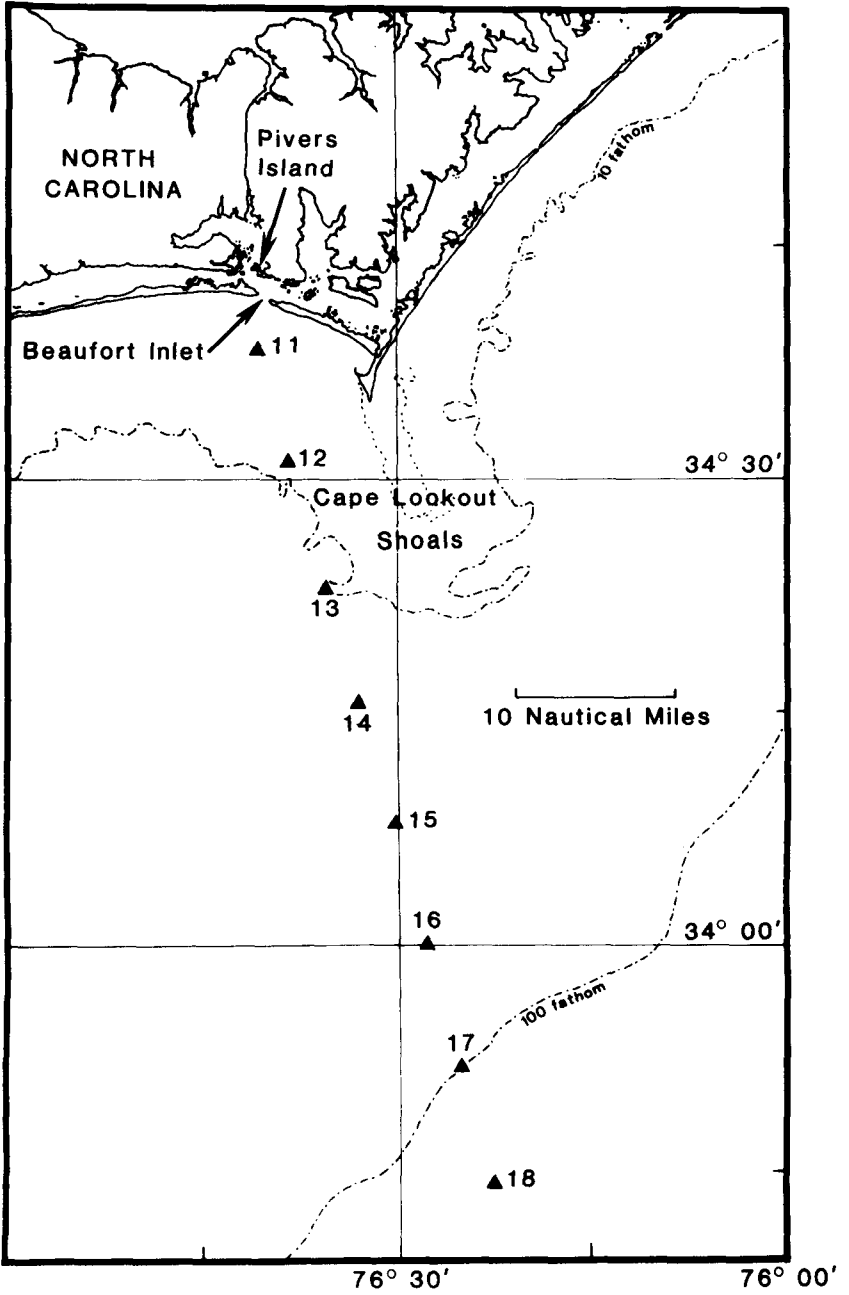 Pivers
Island
NORTH
CAROLINA
10 fathom
Beaufort Inlet
11
12
34° 30'
Cape Lookout
Shoals
13
10 Nautical Miles
14
15
16
34° 00'
100 fathom
17
18
76° 30'
76° 00'